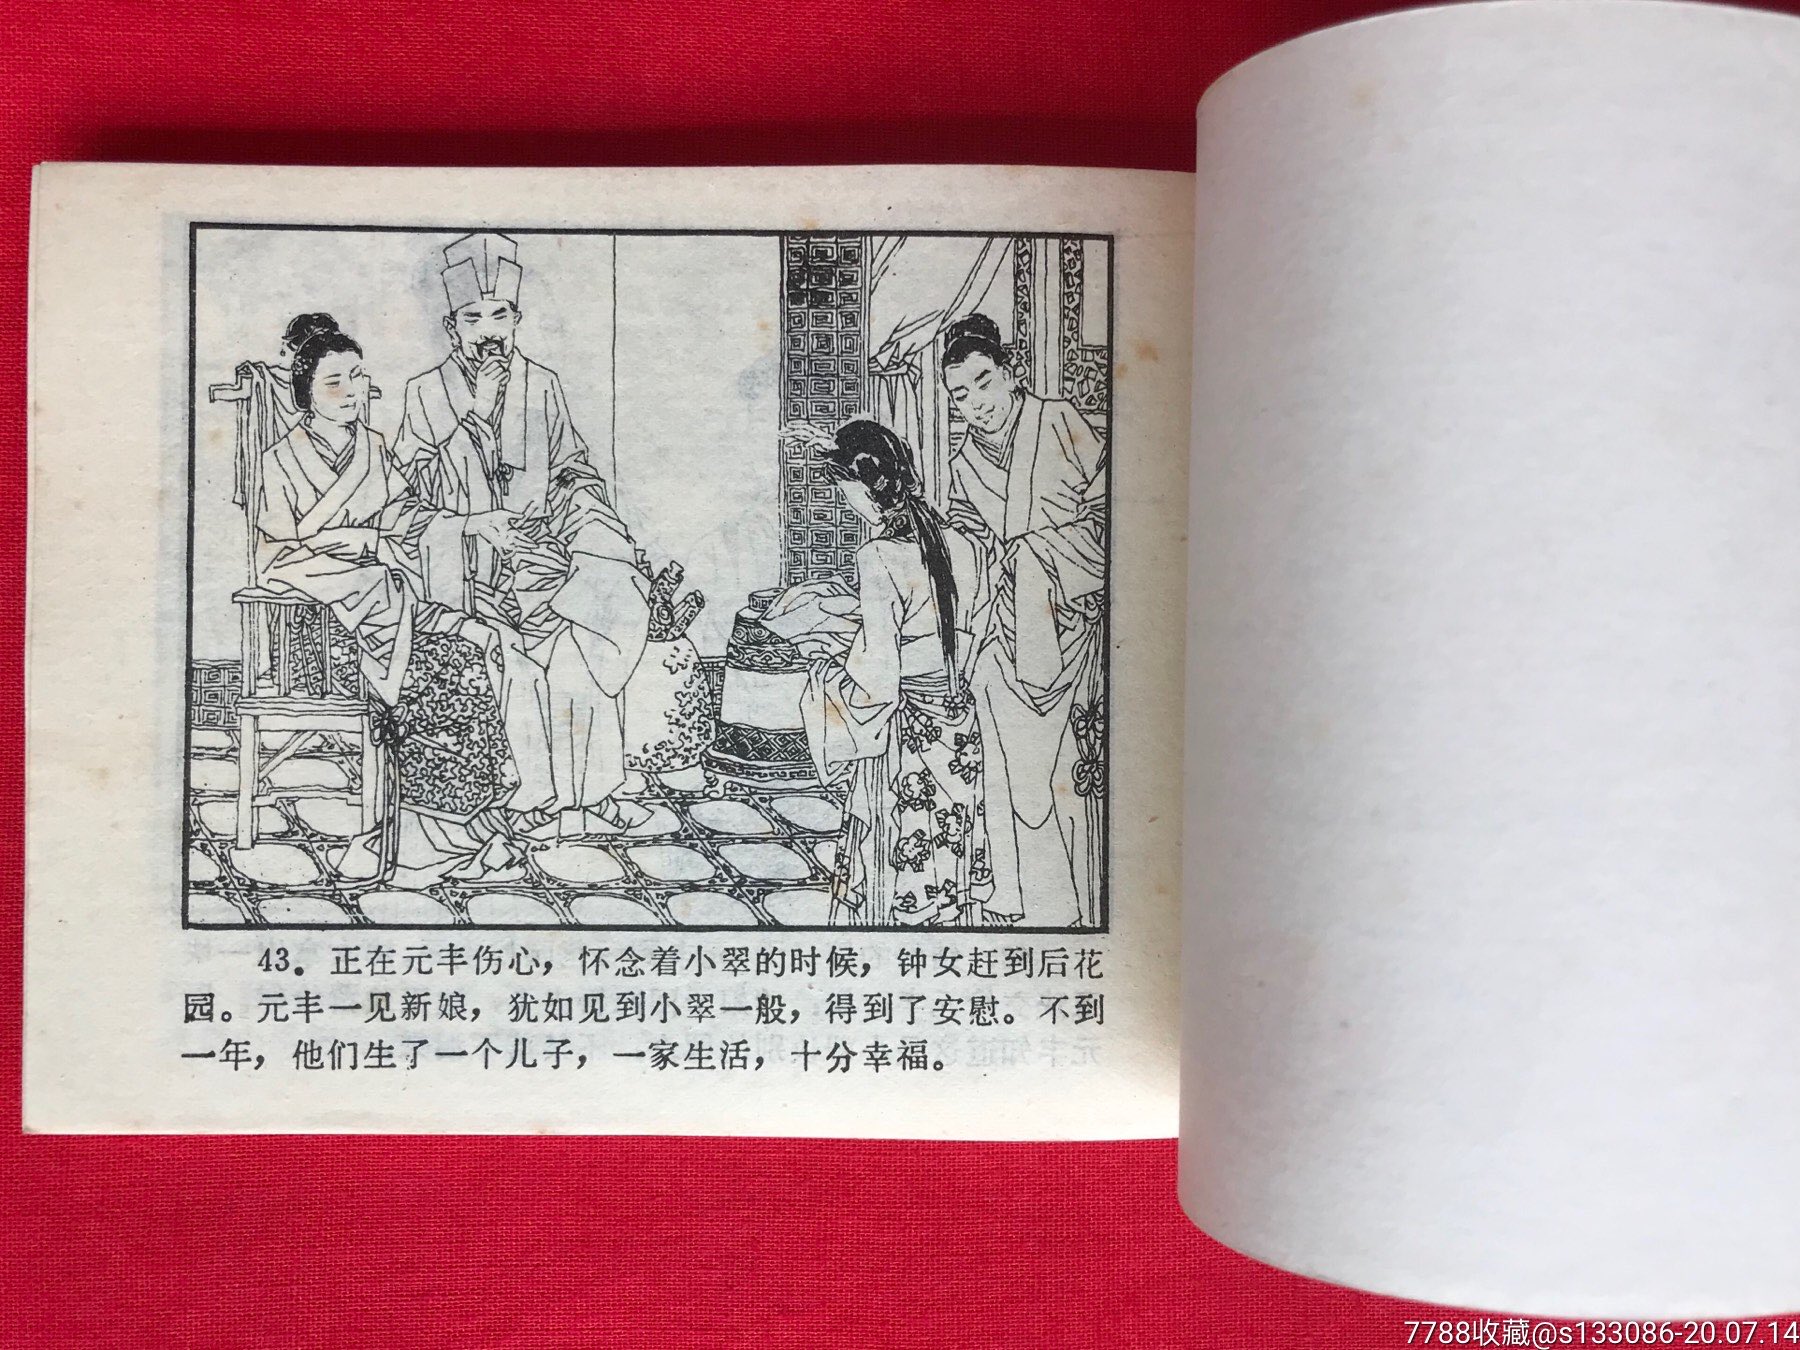 43。正在元丰伤心，怀念着小翠的时候，钟女赶到后花
园。元丰一见新娘，犹如见到小翠一般，得到了安慰。不到
一年，他们生了一个儿子，一家生活，十分幸福。
7788收藏@s133086-20.07.14